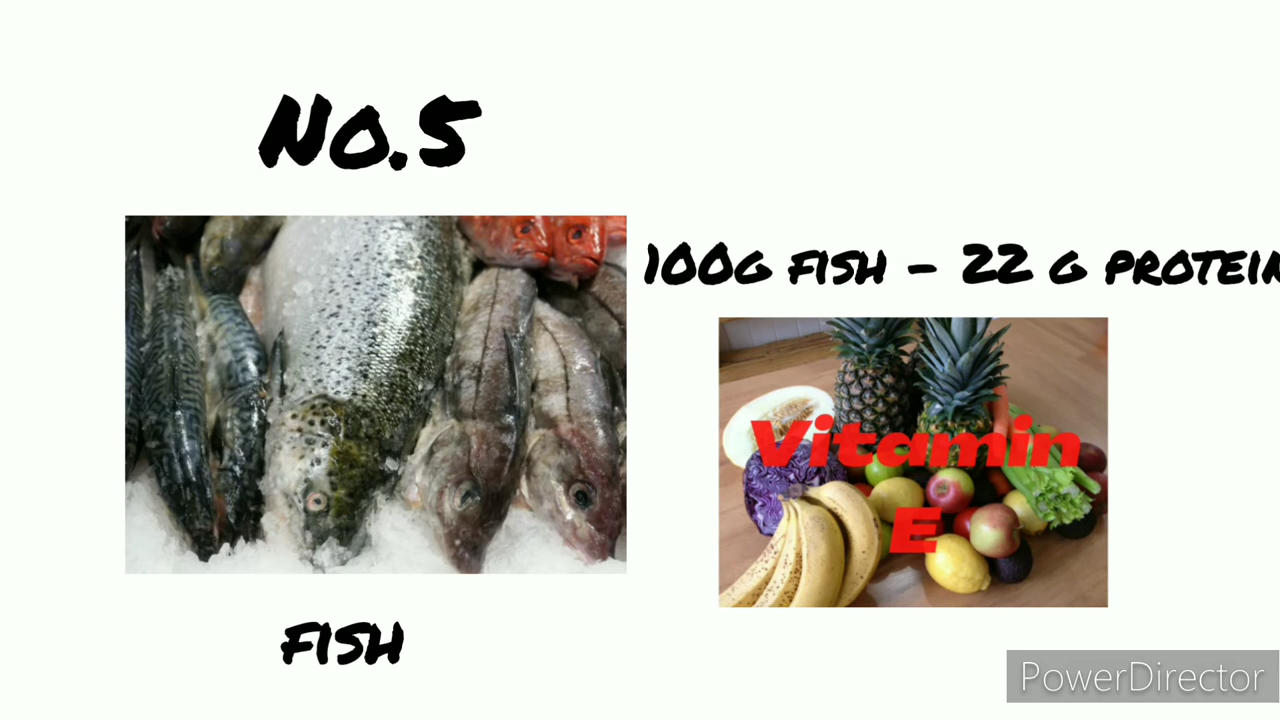 No.5
100g fish - 22 g protein
Vitamin
E
fish
PowerDirector